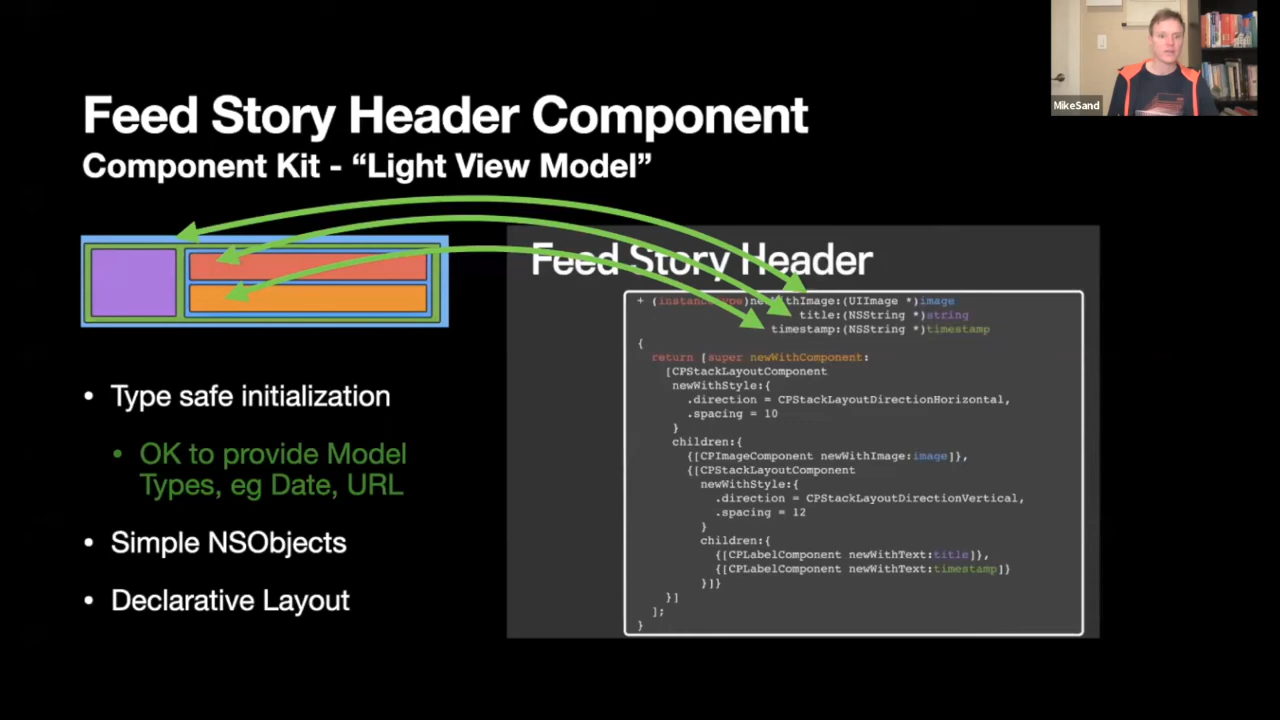 MikeSand
Feed Story Header Component
Component Kit - “Light View Model”
• Type safe initialization
• OK to provide Model
Types, eg Date, URL
• Simple NSObjects
• Declarative Layout
Feed Story Header
+ (instancetype)newWithImage:(UIImage *)image
title:(NSString *)string
timestamp:(NSString *)timestamp
{
return [super newWithComponent:
[CPStackLayoutComponent
newWithStyle:{
.direction = CPStackLayoutDirectionHorizontal,
.spacing = 10
}
children:{
{[CPImageComponent newWithImage:image]},
{[CPStackLayoutComponent
newWithStyle:{
.direction = CPStackLayoutDirectionVertical,
.spacing = 12
}
children:{
{[CPLabelComponent newWithText:title]},
{[CPLabelComponent newWithText:timestamp]}
}]}
}]
];
}